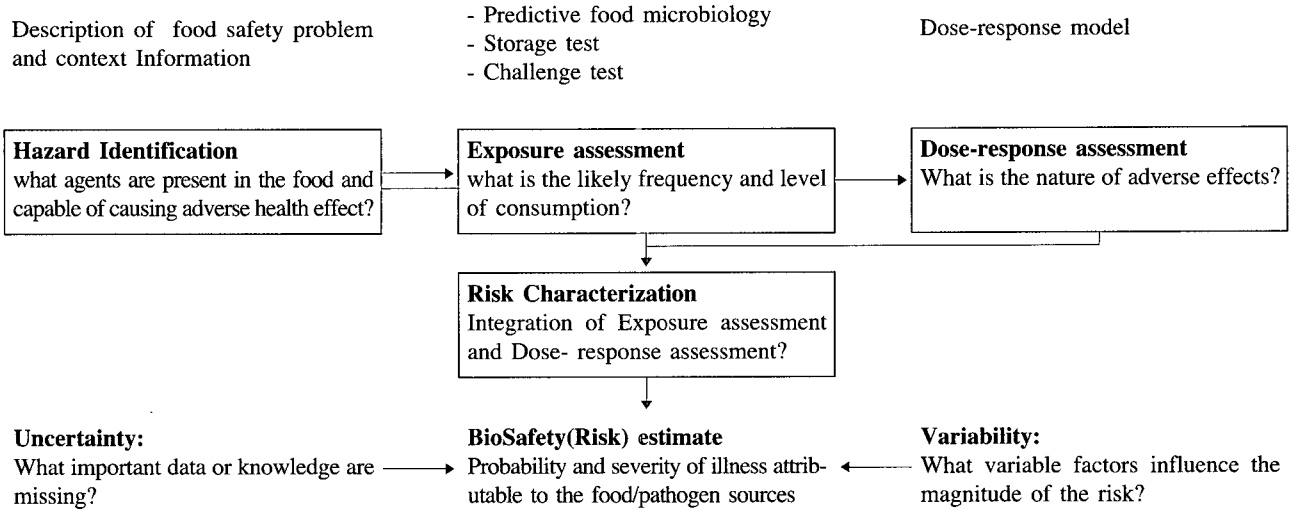 Description of food safety problem
and context Information
- Predictive food microbiology
- Storage test
- Challenge test
Dose-response model
Hazard Identification
what agents are present in the food and
capable of causing adverse health effect?
Exposure assessment
what is the likely frequency and level
of consumption?
Dose-response assessment
What is the nature of adverse effects?
Risk Characterization
Integration of Exposure assessment
and Dose- response assessment?
Uncertainty:
What important data or knowledge are
missing?
BioSafety(Risk) estimate
Probability and severity of illness attrib-
utable to the food/pathogen sources
Variability:
What variable factors influence the
magnitude of the risk?